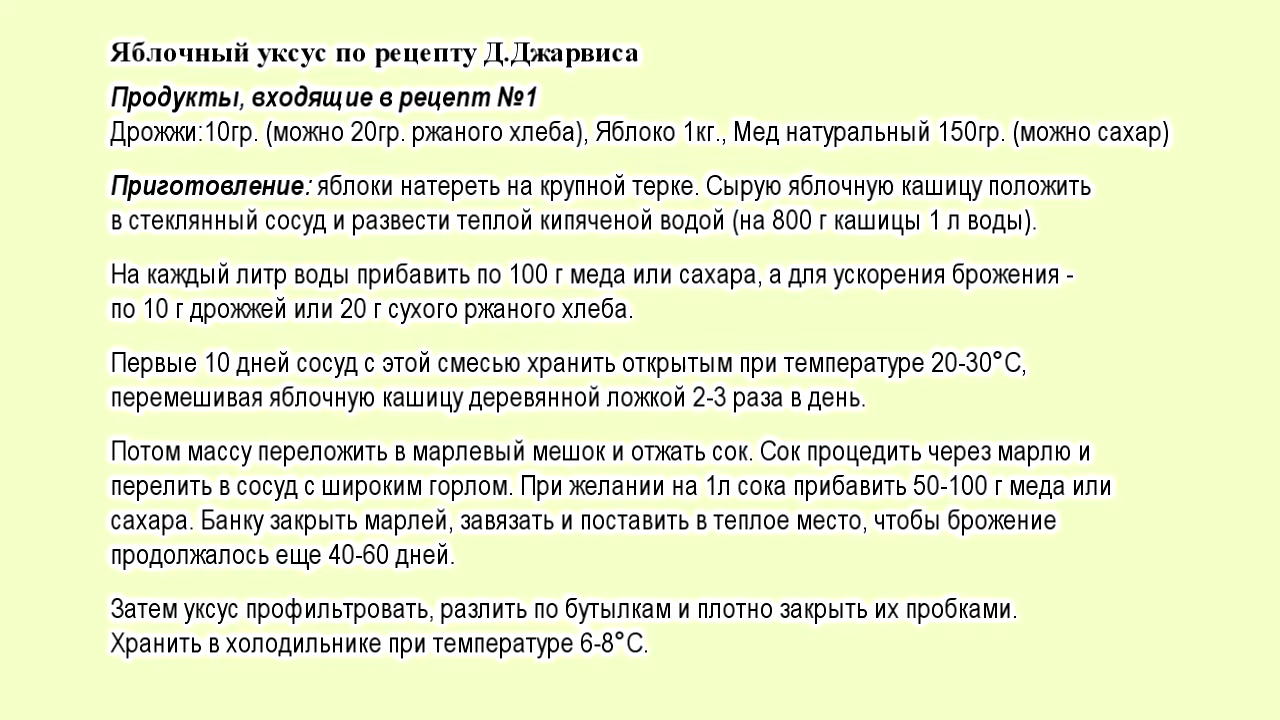 Яблочный уксус по рецепту Д.Джарвиса
Продукты, входящие в рецепт №1
Дрожжи:10гр. (можно 20гр. ржаного хлеба), Яблоко 1кг., Мед натуральный 150гр. (можно сахар)
Приготовление: яблоки натереть на крупной терке. Сырую яблочную кашицу положить
в стеклянный сосуд и развести теплой кипяченой водой (на 800 г кашицы 1 л воды).
На каждый литр воды прибавить по 100 г меда или сахара, а для ускорения брожения -
по 10 г дрожжей или 20 г сухого ржаного хлеба.
Первые 10 дней сосуд с этой смесью хранить открытым при температуре 20-30°С,
перемешивая яблочную кашицу деревянной ложкой 2-3 раза в день.
Потом массу переложить в марлевый мешок и отжать сок. Сок процедить через марлю и
перелить в сосуд с широким горлом. При желании на 1л сока прибавить 50-100 г меда или
сахара. Банку закрыть марлей, завязать и поставить в теплое место, чтобы брожение
продолжалось еще 40-60 дней.
Затем уксус профильтровать, разлить по бутылкам и плотно закрыть их пробками.
Хранить в холодильнике при температуре 6-8°С.